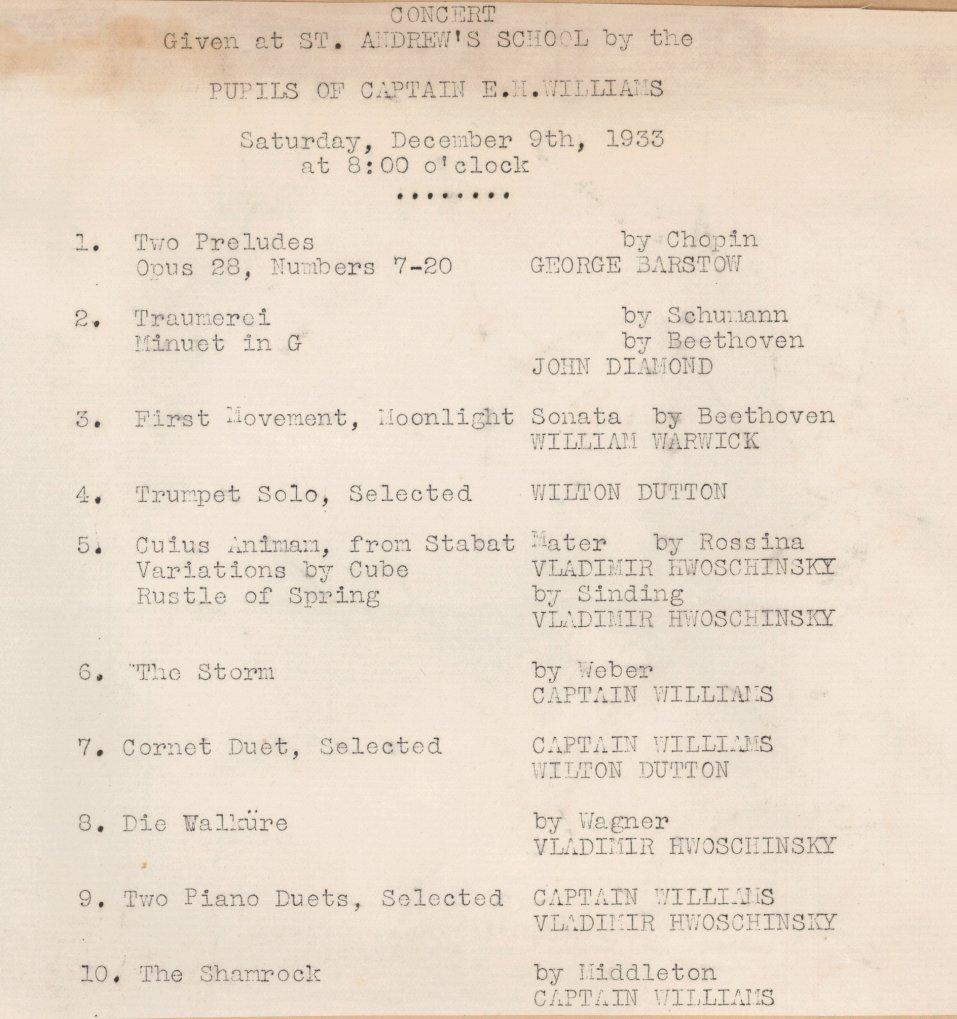 CONCERT
Given at ST. ANDREW'S SCHOOL by the
PUPILS OF CAPTAIN E.H.WILLIAMS
Saturday, December 9th, 1933
at 8:00 o'clock
........
1. Two Preludes by Chopin
Opus 28, Numbers 7-20 GEORGE BARSTOW
2. Traumerei by Schumann
Minuet in G by Beethoven
JOHN DIAMOND
3. First Movement, Moonlight Sonata by Beethoven
WILLIAM WARWICK
4. Trumpet Solo, Selected WILTON DUTTON
5. Cuius Animam, from Stabat Mater by Rossina
Variations by Cube VLADIMIR HWOSCHINSKY
Rustle of Spring by Sinding
VLADIMIR HWOSCHINSKY
6. "The Storm by Weber
CAPTAIN WILLIAMS
7. Cornet Duet, Selected CAPTAIN WILLIAMS
WILTON DUTTON
8. Die Walküre by Wagner
VLADIMIR HWOSCHINSKY
9. Two Piano Duets, Selected CAPTAIN WILLIAMS
VLADIMIR HWOSCHINSKY
10. The Shamrock by Middleton
CAPTAIN WILLIAMS